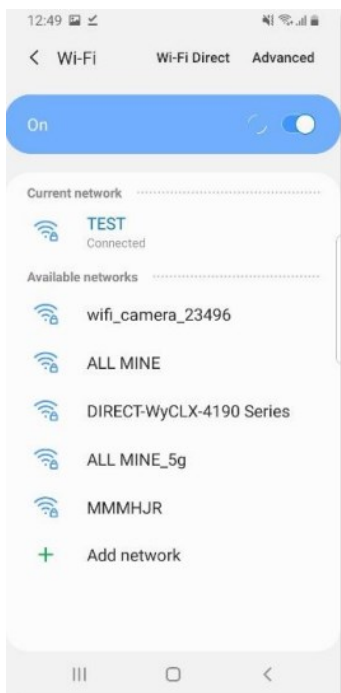 12:49
Wi-Fi Wi-Fi Direct Advanced
On
Current network
TEST
Connected
Available networks
wifi_camera_23496
ALL MINE
DIRECT-WyCLX-4190 Series
ALL MINE_5g
MMMHJR
Add network